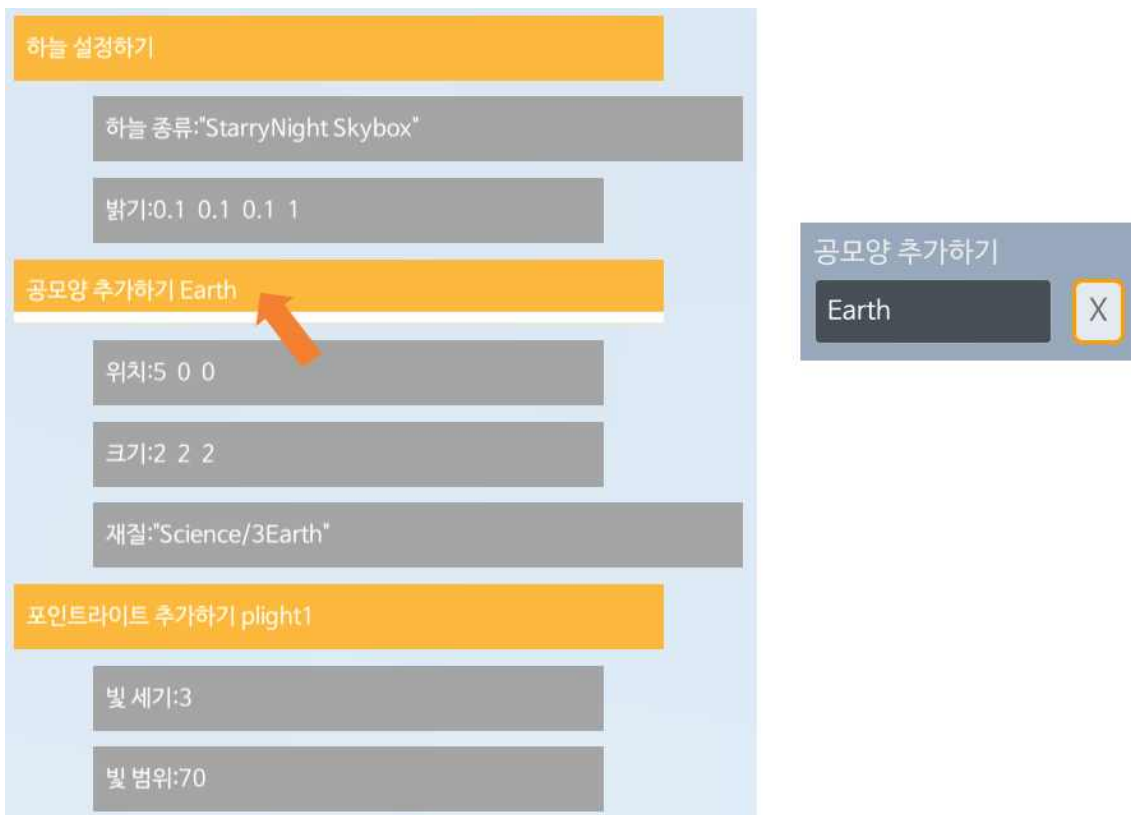 하늘 설정하기
하늘 종류:"StarryNight Skybox"
밝기:0.1 0.1 0.1 1
공모양 추가하기 Earth
위치:5 0 0
크기:2 2 2
재질:"Science/3Earth"
포인트라이트 추가하기 plight1
빛 세기:3
빛 범위:70
공모양 추가하기
Earth X